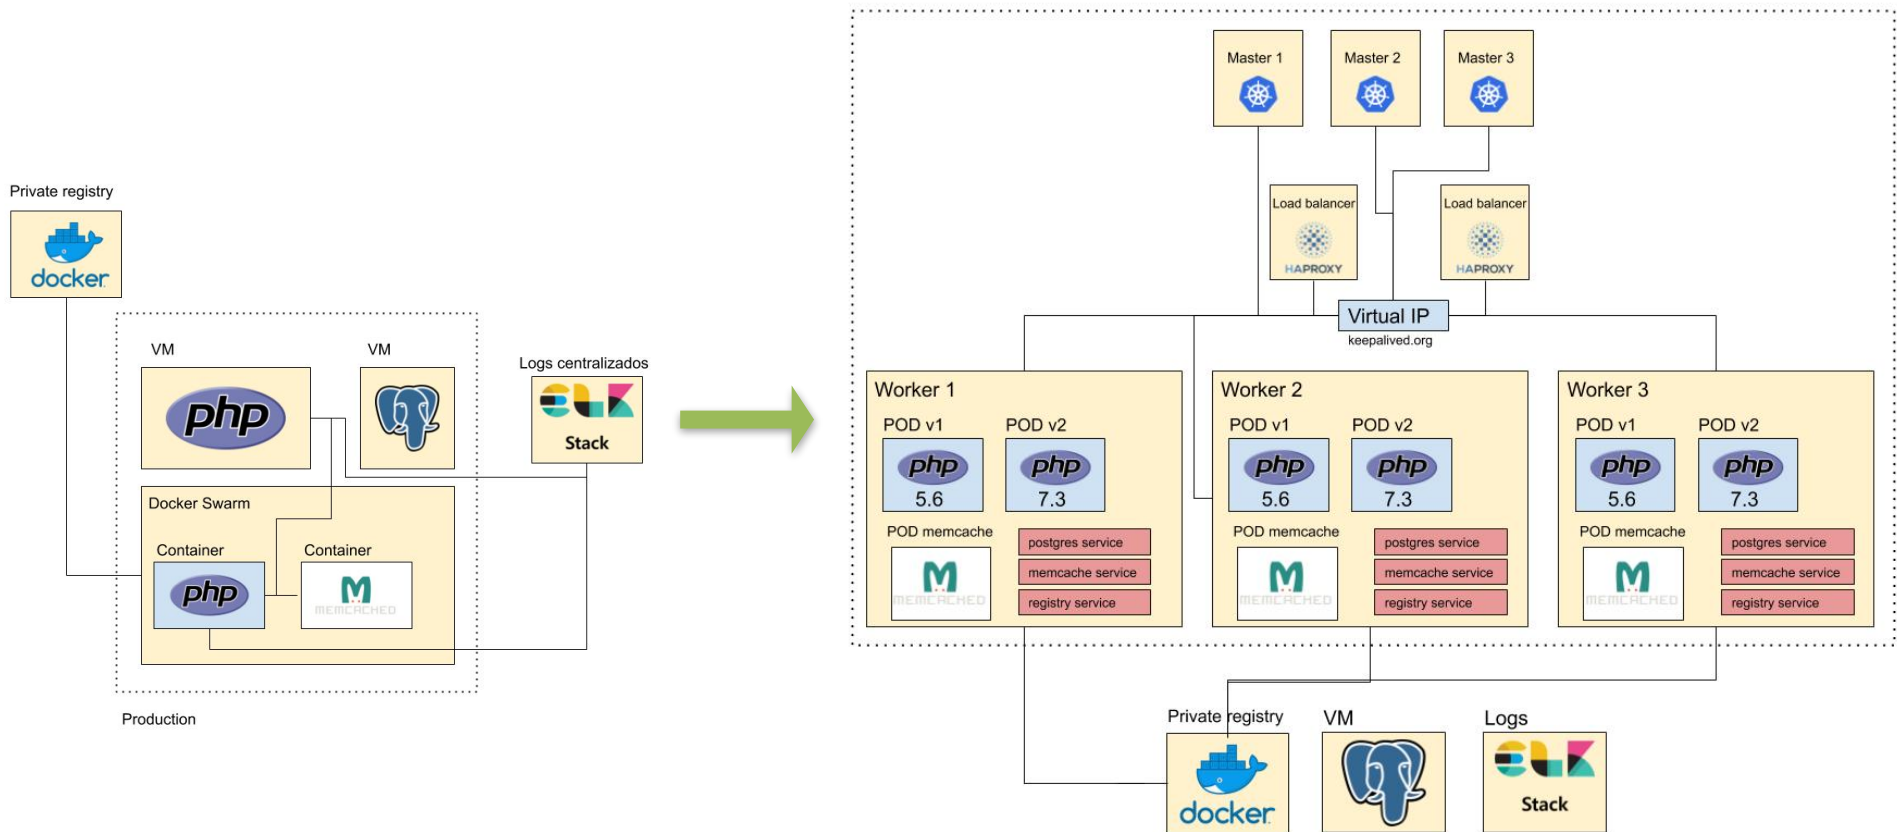 Private registry
docker
VM
VM
php
Docker Swarm
Container
Container
php
MEMCACHED
Production
Logs centralizados
Stack
Master 1
Master 2
Master 3
Load balancer
HAPROXY
Load balancer
HAPROXY
Virtual IP
keepalived.org
Worker 1
POD v1
POD v2
php
5.6
php
7.3
POD memcache
MEMCACHED
postgres service
memcache service
registry service
Worker 2
POD v1
POD v2
php
5.6
php
7.3
POD memcache
MEMCACHED
postgres service
memcache service
registry service
Worker 3
POD v1
POD v2
php
5.6
php
7.3
POD memcache
MEMCACHED
postgres service
memcache service
registry service
Private registry
docker
VM
Logs
ELK
Stack